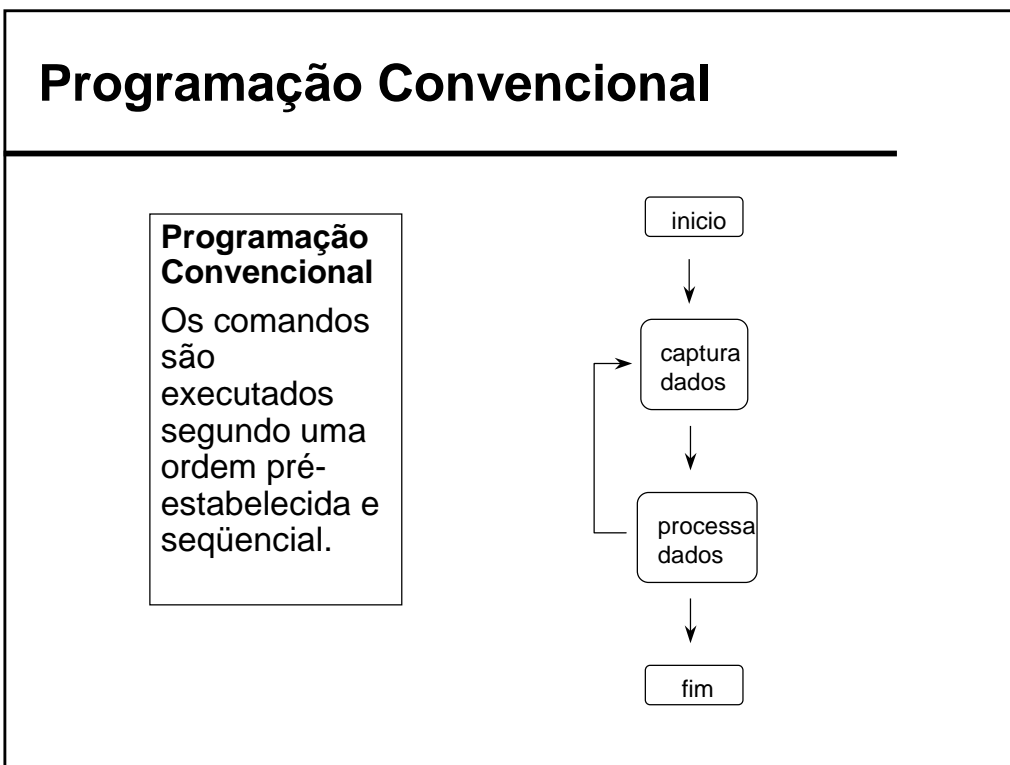 Programação Convencional
Programação
Convencional
Os comandos
são
executados
segundo uma
ordem pré-
estabelecida e
seqüencial.
inicio
captura
dados
processa
dados
fim